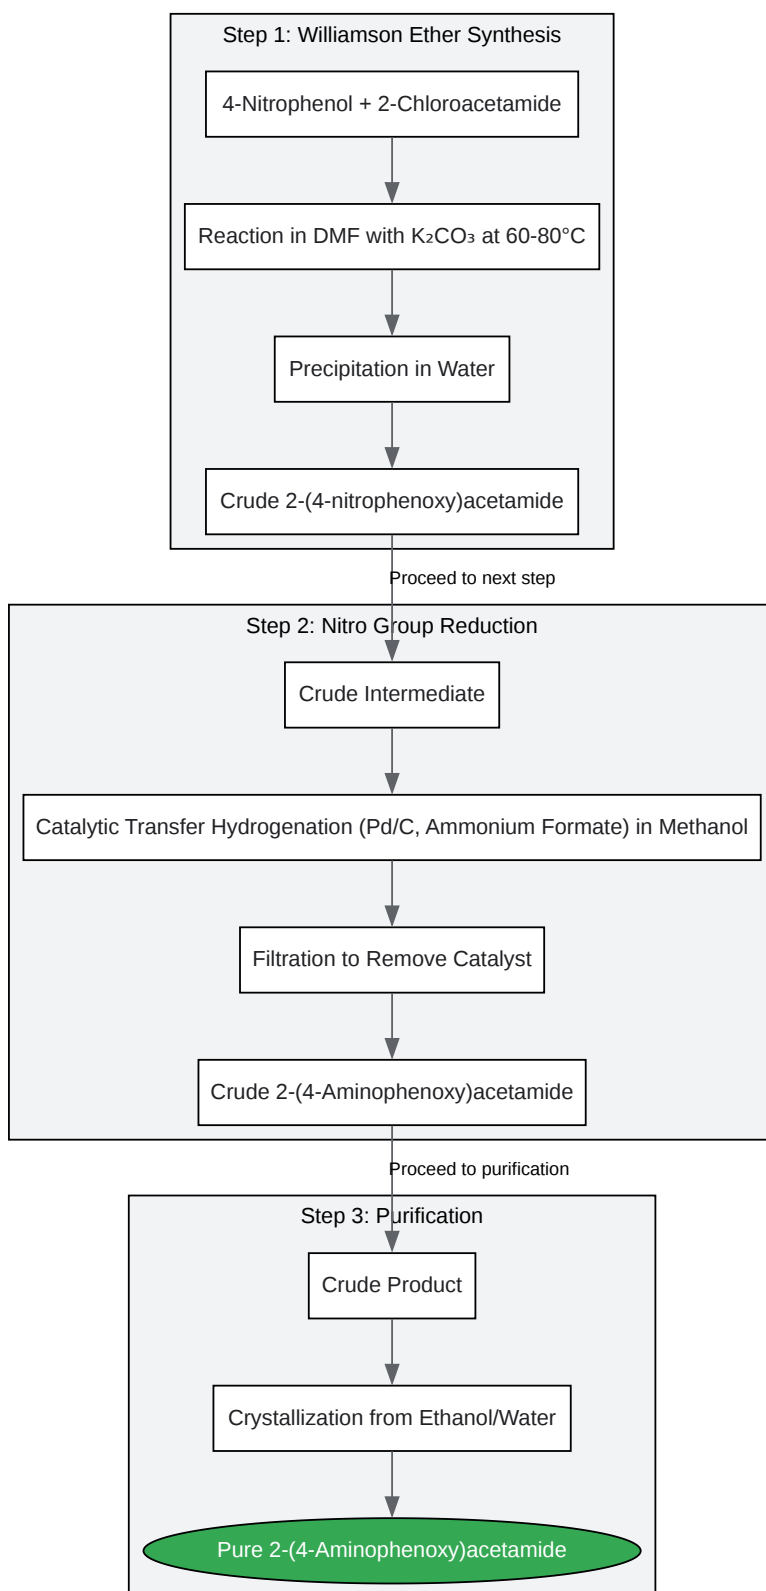 Step 1: Williamson Ether Synthesis
4-Nitrophenol + 2-Chloroacetamide
Reaction in DMF with K₂CO₃ at 60-80°C
Precipitation in Water
Crude 2-(4-nitrophenoxy)acetamide
Proceed to next step
Step 2: Nitro Group Reduction
Crude Intermediate
Catalytic Transfer Hydrogenation (Pd/C, Ammonium Formate) in Methanol
Filtration to Remove Catalyst
Crude 2-(4-Aminophenoxy)acetamide
Proceed to purification
Step 3: Purification
Crude Product
Crystallization from Ethanol/Water
Pure 2-(4-Aminophenoxy)acetamide